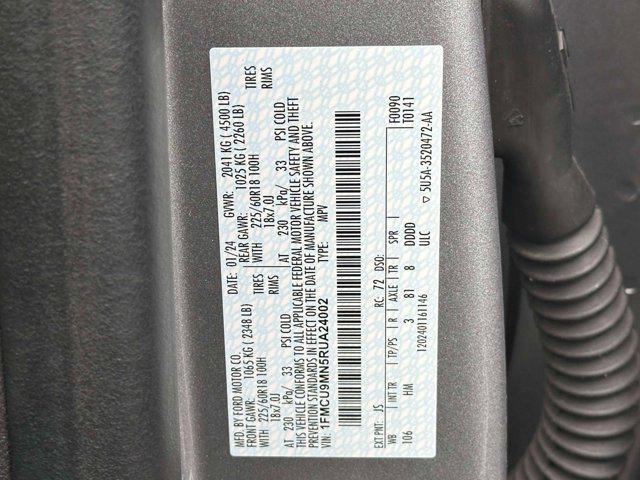 MFD. BY FORD MOTOR CO.
DATE: 01/24 GVWR: 2041 KG ( 4500 LB)
FRONT GAWR: 1065 KG ( 2348 LB) REAR GAWR: 1025 KG ( 2260 LB)
WITH 225/60R18 100H TIRES WITH 225/60R18 100H TIRES
18x7.0J RIMS 18x7.0J RIMS
AT 230 kPa/ 33 PSI COLD AT 230 kPa/ 33 PSI COLD
THIS VEHICLE CONFORMS TO ALL APPLICABLE FEDERAL MOTOR VEHICLE SAFETY AND THEFT
PREVENTION STANDARDS IN EFFECT ON THE DATE OF MANUFACTURE SHOWN ABOVE.
VIN: 1FMCU9MN5RUA24002 TYPE: MPV
F0090
T0141
EXT PNT: JS RC: 72 DSO:
WB INT TR TP/PS R AXLE TR SPR
106 HM 3 81 8 DDDD
ULC 5U5A-3520472-AA
1202401161146